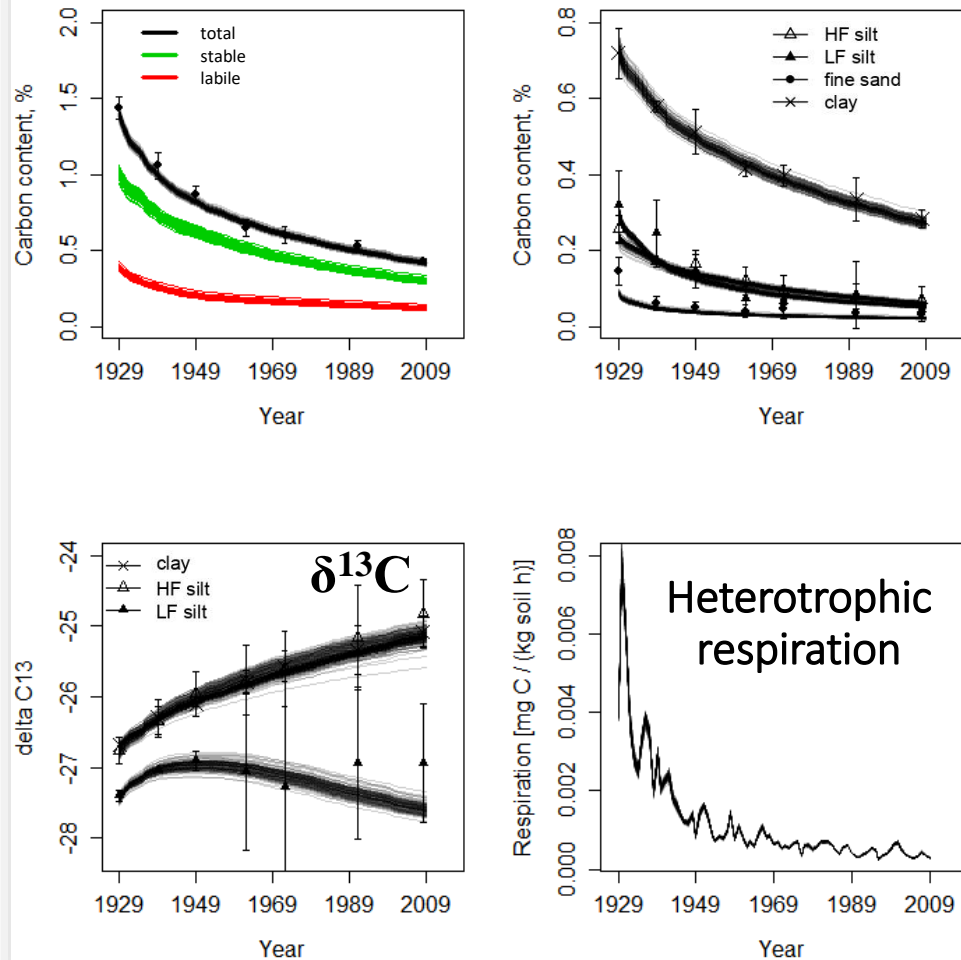 Carbon content, %
2.0
1.5
1.0
0.5
0.0
total
stable
labile
1929 1949 1969 1989 2009
Year
Carbon content, %
0.8
0.6
0.4
0.2
0.0
HF silt
LF silt
fine sand
clay
1929 1949 1969 1989 2009
Year
delta C13
-24
-25
-26
-27
-28
clay
HF silt
LF silt
δ¹³C
1929 1949 1969 1989 2009
Year
Respiration [mg C / (kg soil h)]
0.008
0.006
0.004
0.002
0.000
Heterotrophic
respiration
1929 1949 1969 1989 2009
Year